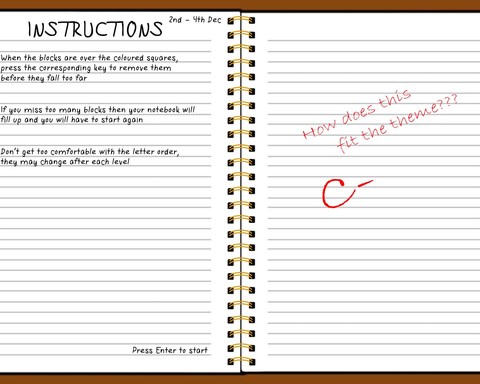 INSTRUCTIONS
2nd - 4th Dec
When the blocks are over the coloured squares,
press the corresponding key to remove them
before they fall too far
If you miss too many blocks then your notebook will
fill up and you will have to start again
Don't get too comfortable with the letter order,
they may change after each level
Press Enter to start
How does this
fit the theme???
C-